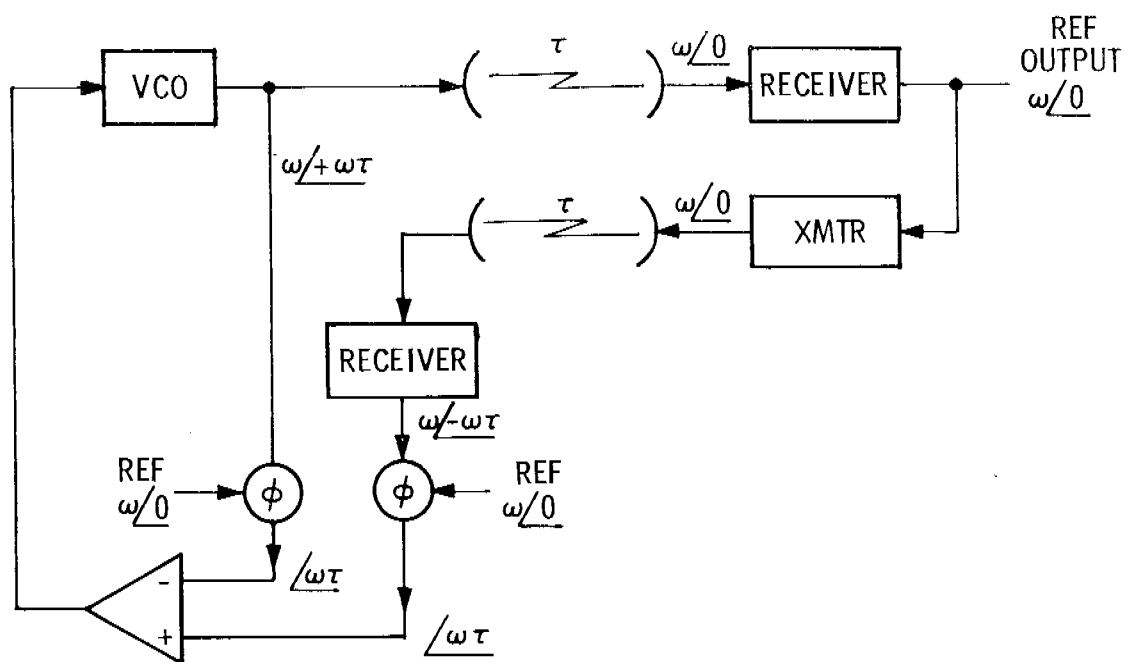 τ
ω/0
REF
OUTPUT
ω/0
VCO
RECEIVER
ω/+ωτ
τ
ω/0
XMTR
RECEIVER
ω/-ωτ
REF
ω/0
ϕ
ϕ
REF
ω/0
-
/ωτ
+
/ωτ